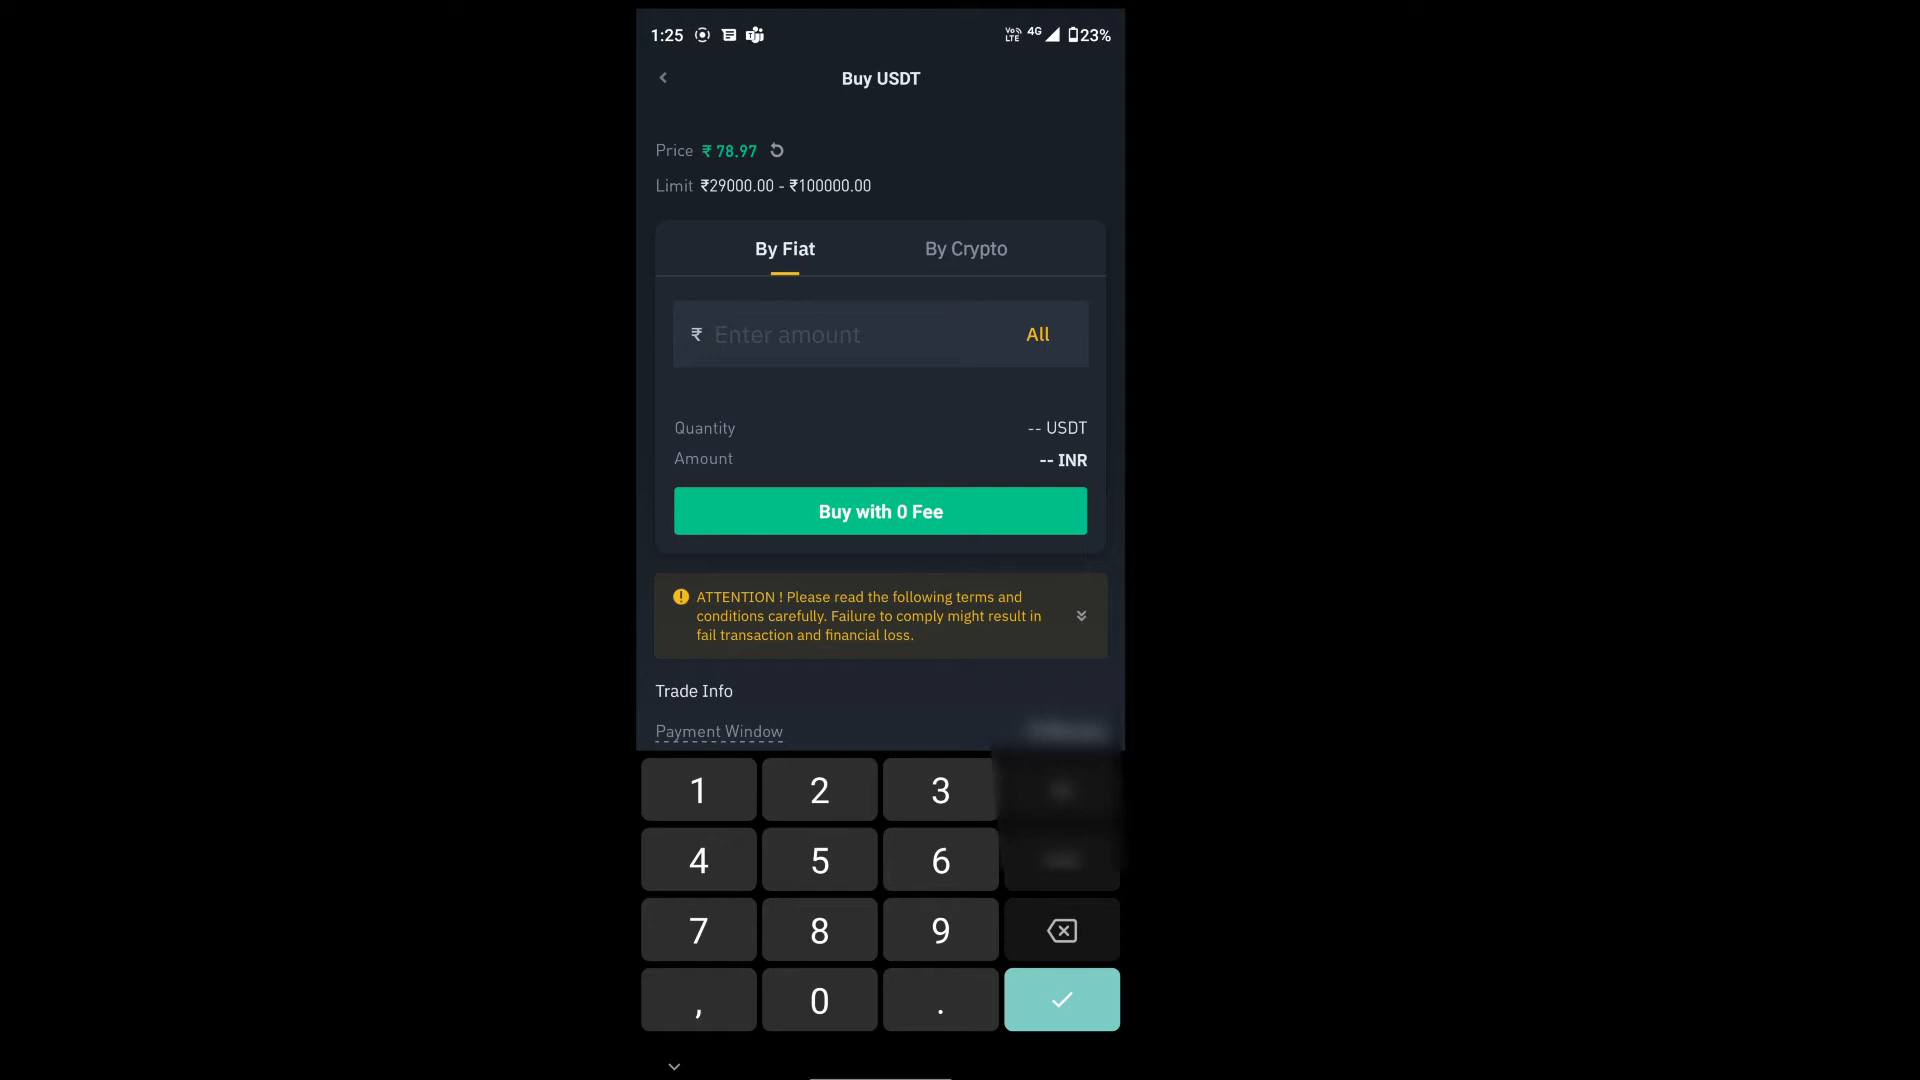 1:25 Vo LTE 4G 23%
Buy USDT
Price ₹ 78.97
Limit ₹29000.00 - ₹100000.00
By Fiat By Crypto
₹ Enter amount All
Quantity -- USDT
Amount -- INR
Buy with 0 Fee
ATTENTION ! Please read the following terms and
conditions carefully. Failure to comply might result in
fail transaction and financial loss.
Trade Info
Payment Window
1 2 3
4 5 6
7 8 9
, 0 .